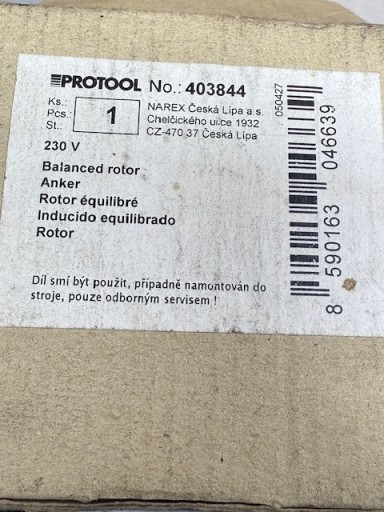 PROTOOL No.: 403844
Ks.:
Pcs.:
St.:
1
NAREX Česká Lípa a.s.
Chelčického ulice 1932
CZ-470 37 Česká Lípa
050427
230 V
Balanced rotor
Anker
Rotor équilibré
Inducido equilibrado
Rotor
Díl smí být použit, případně namontován do
stroje, pouze odborným servisem !
8 590163 046639